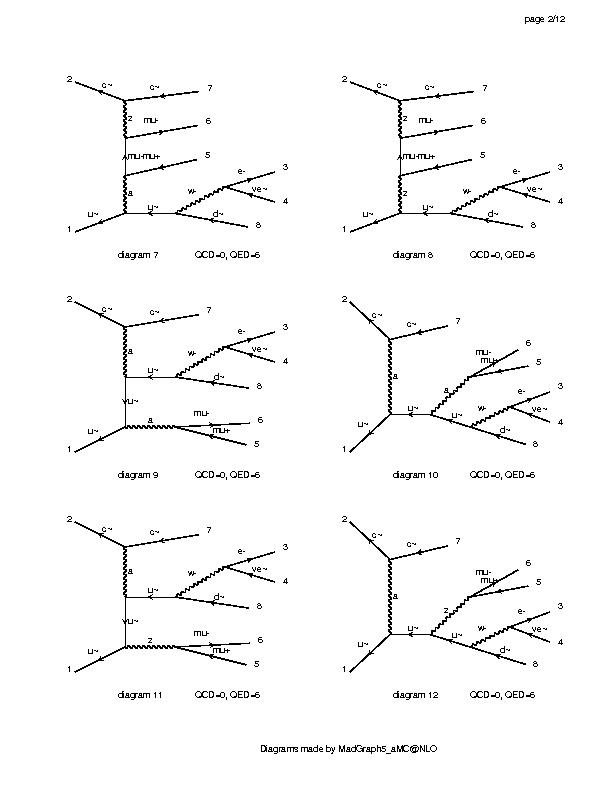 page 2/12
2 c~ c~ 7
z mu- 6
mu-mu+ 5
a w- e- 3
ve~ 4
u~ u~ d~ 8
1
diagram 7 QCD=0, QED=6
2 c~ c~ 7
z mu- 6
mu-mu+ 5
z w- e- 3
ve~ 4
u~ u~ d~ 8
1
diagram 8 QCD=0, QED=6
2 c~ c~ 7
a w- e- 3
ve~ 4
u~ d~ 8
u~ a mu- 6
u~ mu+ 5
1
diagram 9 QCD=0, QED=6
2 c~ c~ 7
mu- 6
mu+ 5
a a w- e- 3
ve~ 4
u~ u~ u~ d~ 8
1
diagram 10 QCD=0, QED=6
2 c~ c~ 7
a w- e- 3
ve~ 4
u~ d~ 8
u~ z mu- 6
u~ mu+ 5
1
diagram 11 QCD=0, QED=6
2 c~ c~ 7
mu- 6
mu+ 5
a z w- e- 3
ve~ 4
u~ u~ u~ d~ 8
1
diagram 12 QCD=0, QED=6
Diagrams made by MadGraph5_aMC@NLO